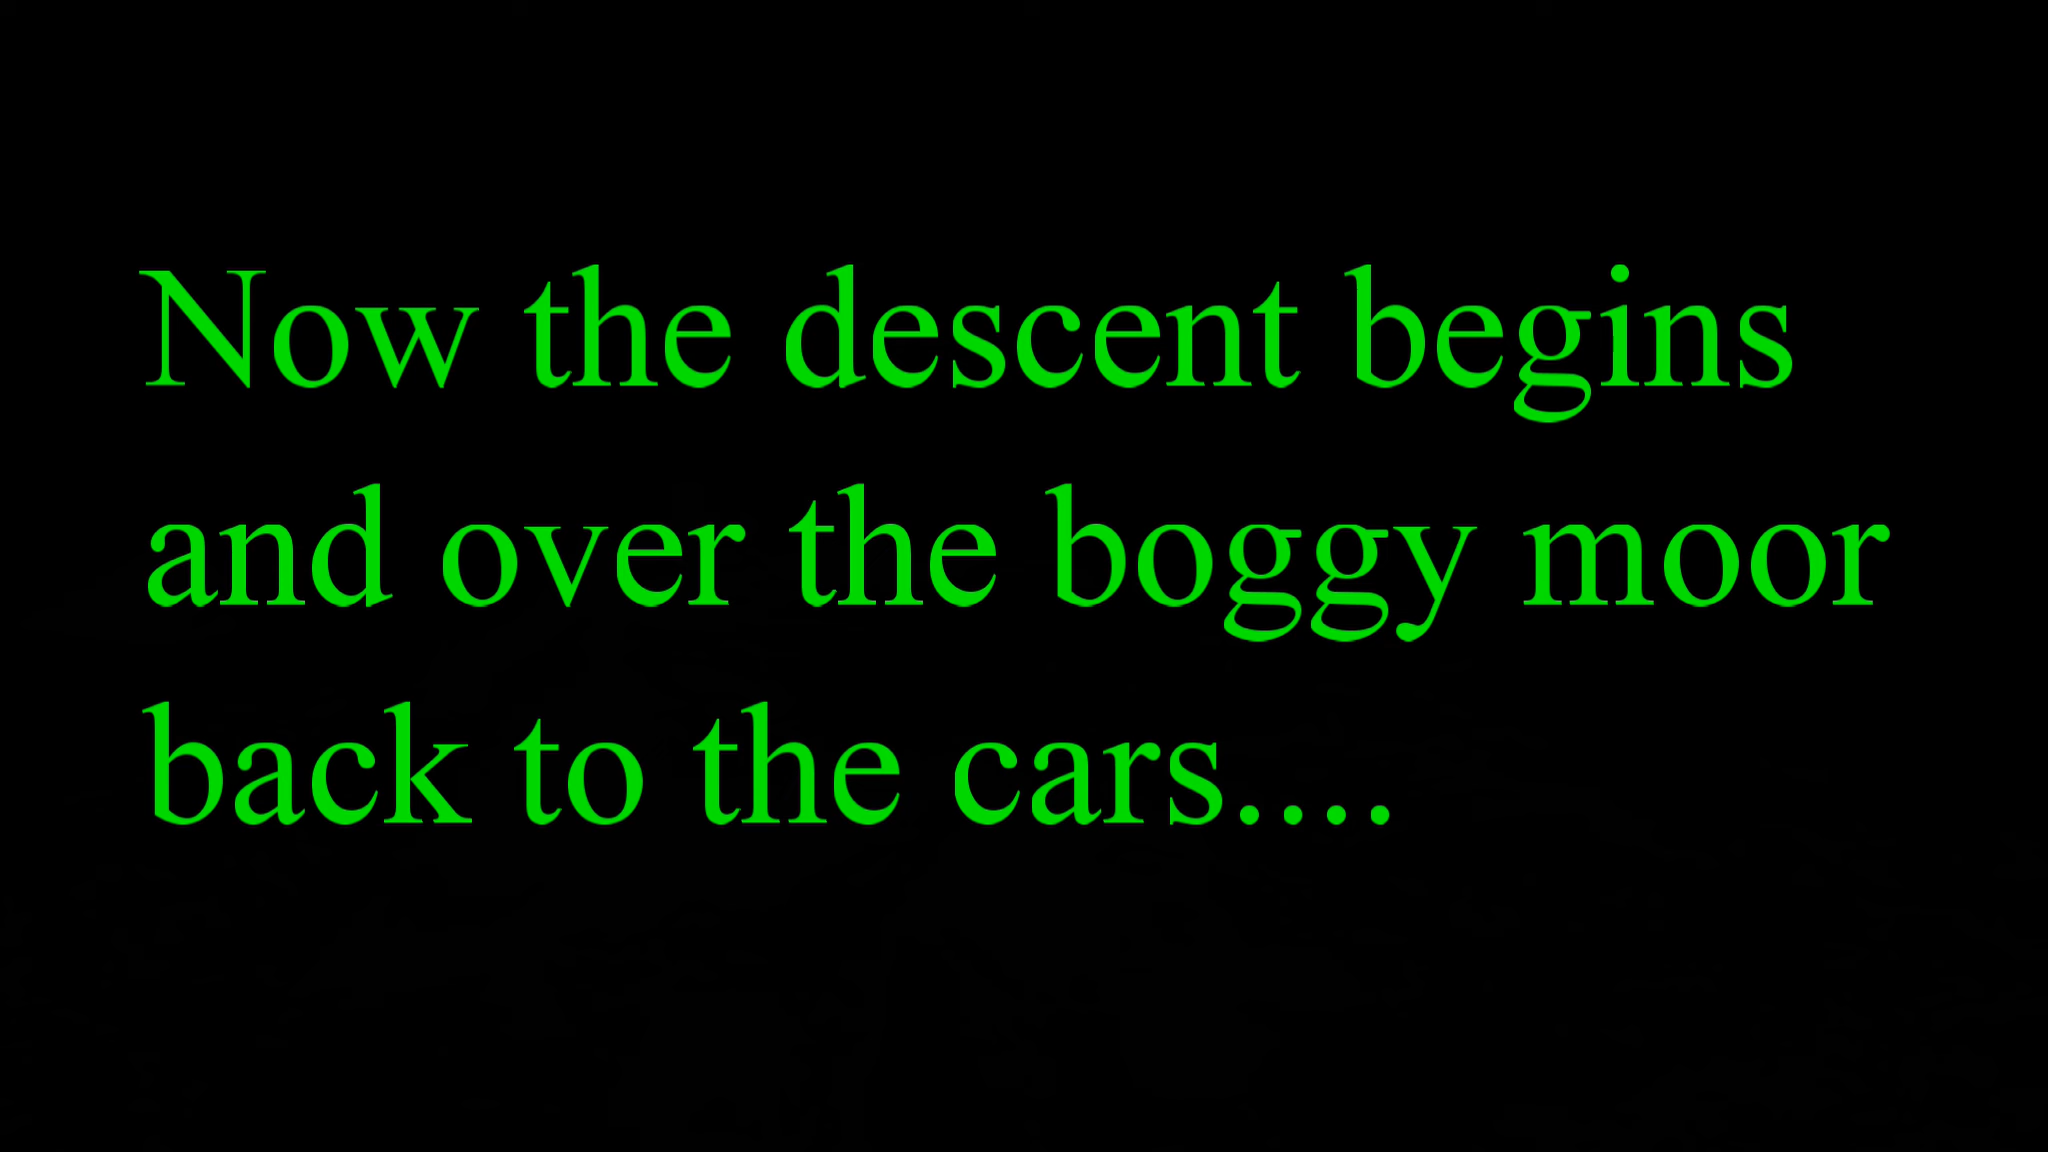 Now the descent begins
and over the boggy moor
back to the cars....